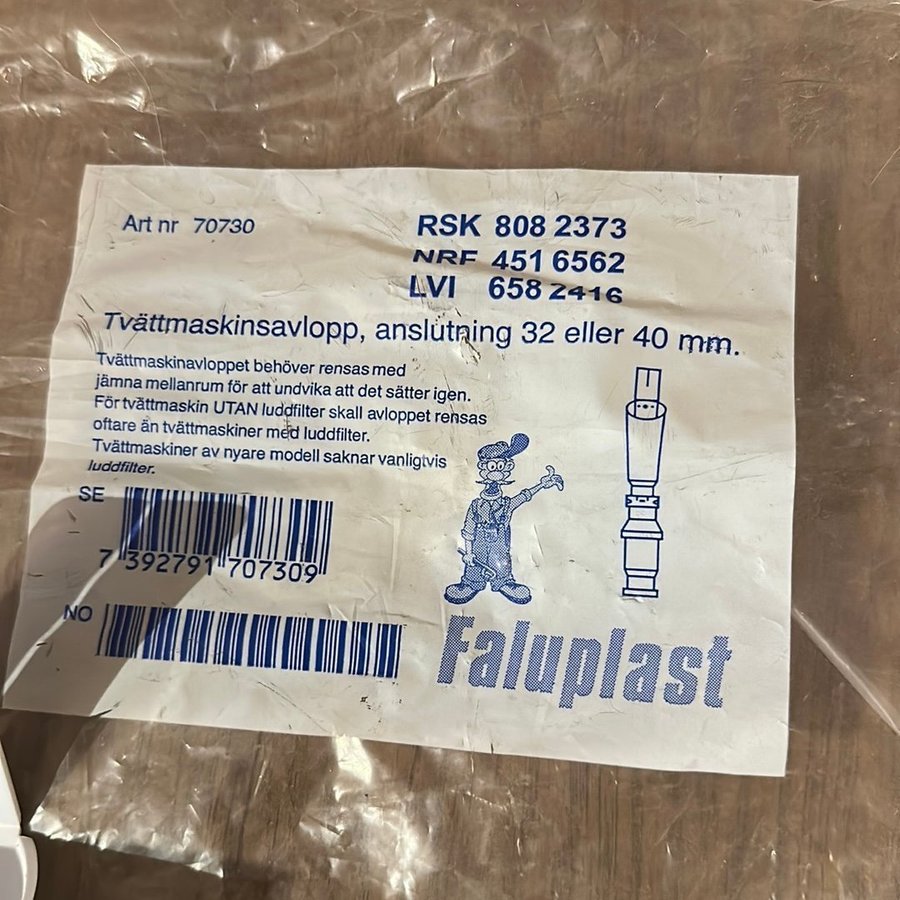 Art nr 70730
RSK 808 2373
NRF 451 6562
LVI 658 2416
Tvättmaskinsavlopp, anslutning 32 eller 40 mm.
Tvättmaskinavloppet behöver rensas med
jämna mellanrum för att undvika att det sätter igen.
För tvättmaskin UTAN luddfilter skall avloppet rensas
oftare än tvättmaskiner med luddfilter.
Tvättmaskiner av nyare modell saknar vanligtvis
luddfilter.
SE
7 392791 707309
NO
Faluplast